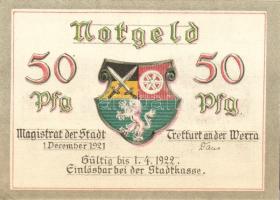 Notgeld
50 50
Pfg Pfg
Magistrat der Stadt Treffurt an der Werra
1. December 1921
Gültig bis 1. 4. 1922.
Einlösbar bei der Stadtkasse.